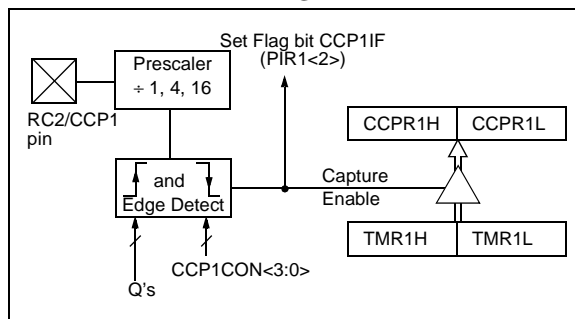 Set Flag bit CCP1IF
(PIR1<2>)
Prescaler
÷ 1, 4, 16
RC2/CCP1
pin
CCPR1H CCPR1L
and
Edge Detect
Capture
Enable
TMR1H TMR1L
CCP1CON<3:0>
Q's